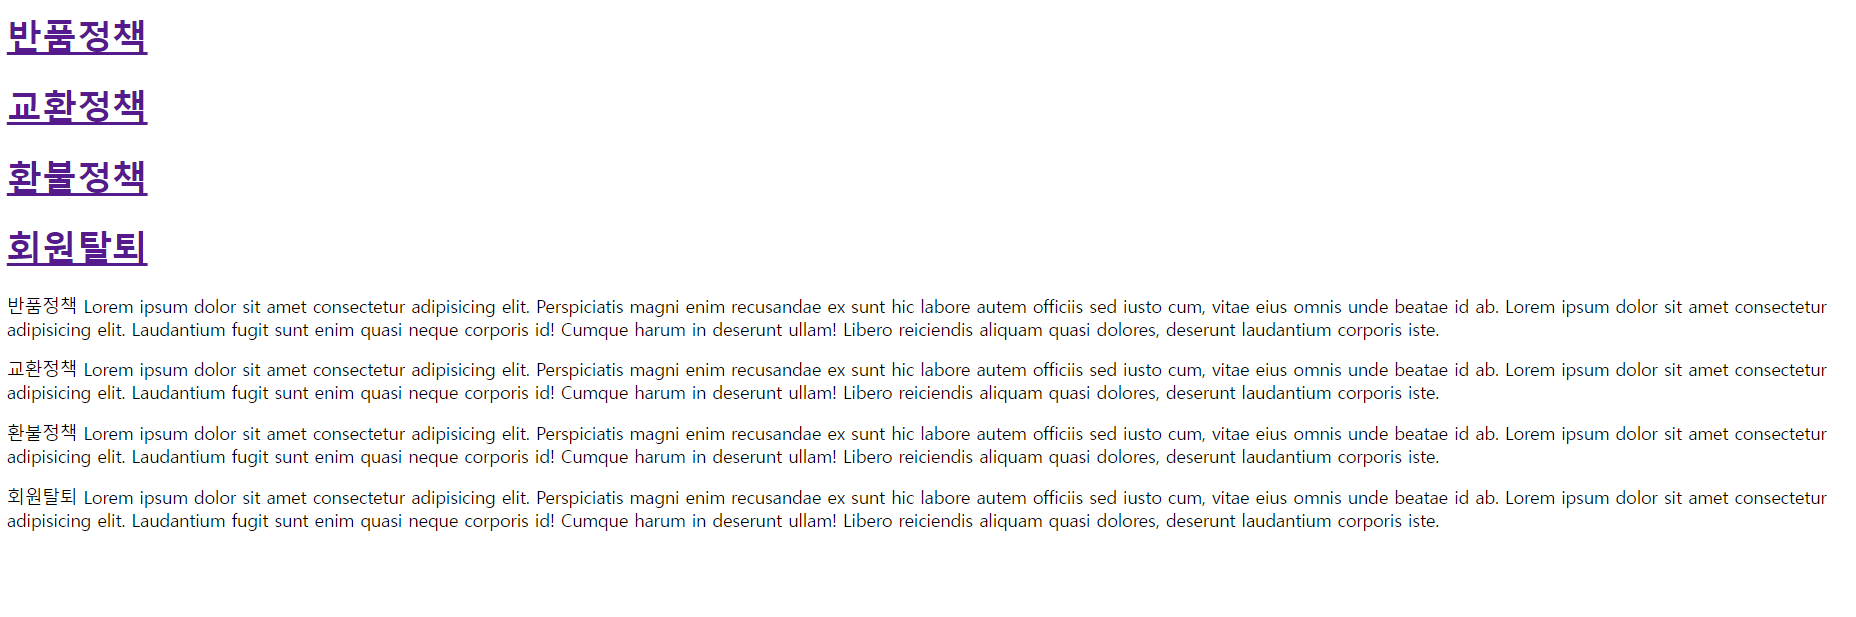 반품정책
교환정책
환불정책
회원탈퇴
반품정책 Lorem ipsum dolor sit amet consectetur adipisicing elit. Perspiciatis magni enim recusandae ex sunt hic labore autem officiis sed iusto cum, vitae eius omnis unde beatae id ab. Lorem ipsum dolor sit amet consectetur
adipisicing elit. Laudantium fugit sunt enim quasi neque corporis id! Cumque harum in deserunt ullam! Libero reiciendis aliquam quasi dolores, deserunt laudantium corporis iste.
교환정책 Lorem ipsum dolor sit amet consectetur adipisicing elit. Perspiciatis magni enim recusandae ex sunt hic labore autem officiis sed iusto cum, vitae eius omnis unde beatae id ab. Lorem ipsum dolor sit amet consectetur
adipisicing elit. Laudantium fugit sunt enim quasi neque corporis id! Cumque harum in deserunt ullam! Libero reiciendis aliquam quasi dolores, deserunt laudantium corporis iste.
환불정책 Lorem ipsum dolor sit amet consectetur adipisicing elit. Perspiciatis magni enim recusandae ex sunt hic labore autem officiis sed iusto cum, vitae eius omnis unde beatae id ab. Lorem ipsum dolor sit amet consectetur
adipisicing elit. Laudantium fugit sunt enim quasi neque corporis id! Cumque harum in deserunt ullam! Libero reiciendis aliquam quasi dolores, deserunt laudantium corporis iste.
회원탈퇴 Lorem ipsum dolor sit amet consectetur adipisicing elit. Perspiciatis magni enim recusandae ex sunt hic labore autem officiis sed iusto cum, vitae eius omnis unde beatae id ab. Lorem ipsum dolor sit amet consectetur
adipisicing elit. Laudantium fugit sunt enim quasi neque corporis id! Cumque harum in deserunt ullam! Libero reiciendis aliquam quasi dolores, deserunt laudantium corporis iste.